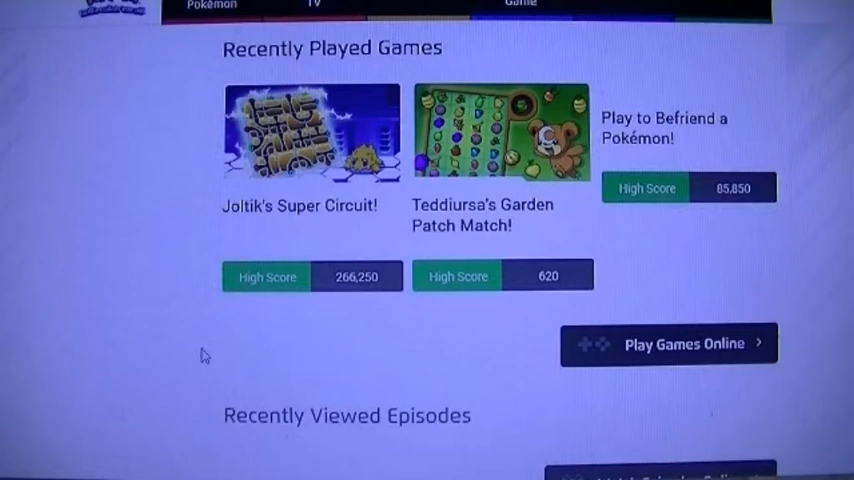 Pokémon TV Game
Recently Played Games
Play to Befriend a
Pokémon!
High Score 85,850
Joltik's Super Circuit!
Teddiursa's Garden
Patch Match!
High Score 266,250
High Score 620
Play Games Online
Recently Viewed Episodes